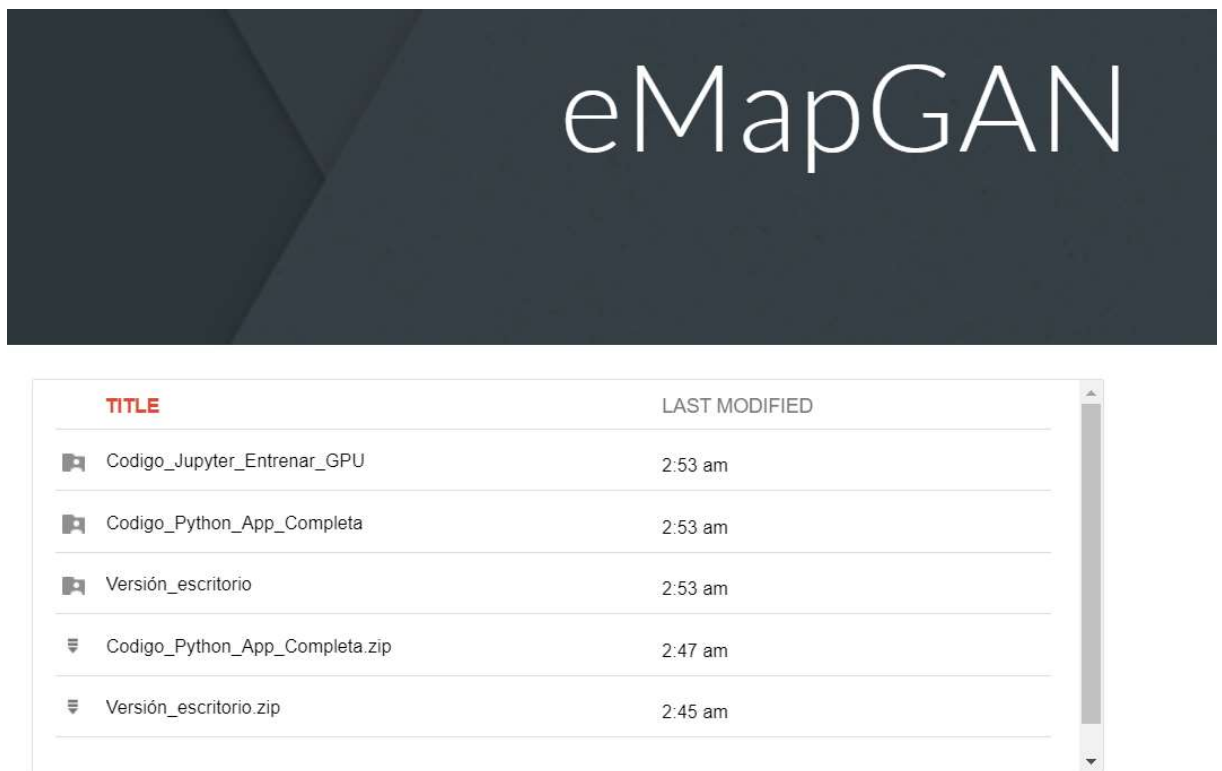 eMapGAN
TITLE LAST MODIFIED
Codigo_Jupyter_Entrenar_GPU 2:53 am
Codigo_Python_App_Completa 2:53 am
Versión_escritorio 2:53 am
Codigo_Python_App_Completa.zip 2:47 am
Versión_escritorio.zip 2:45 am